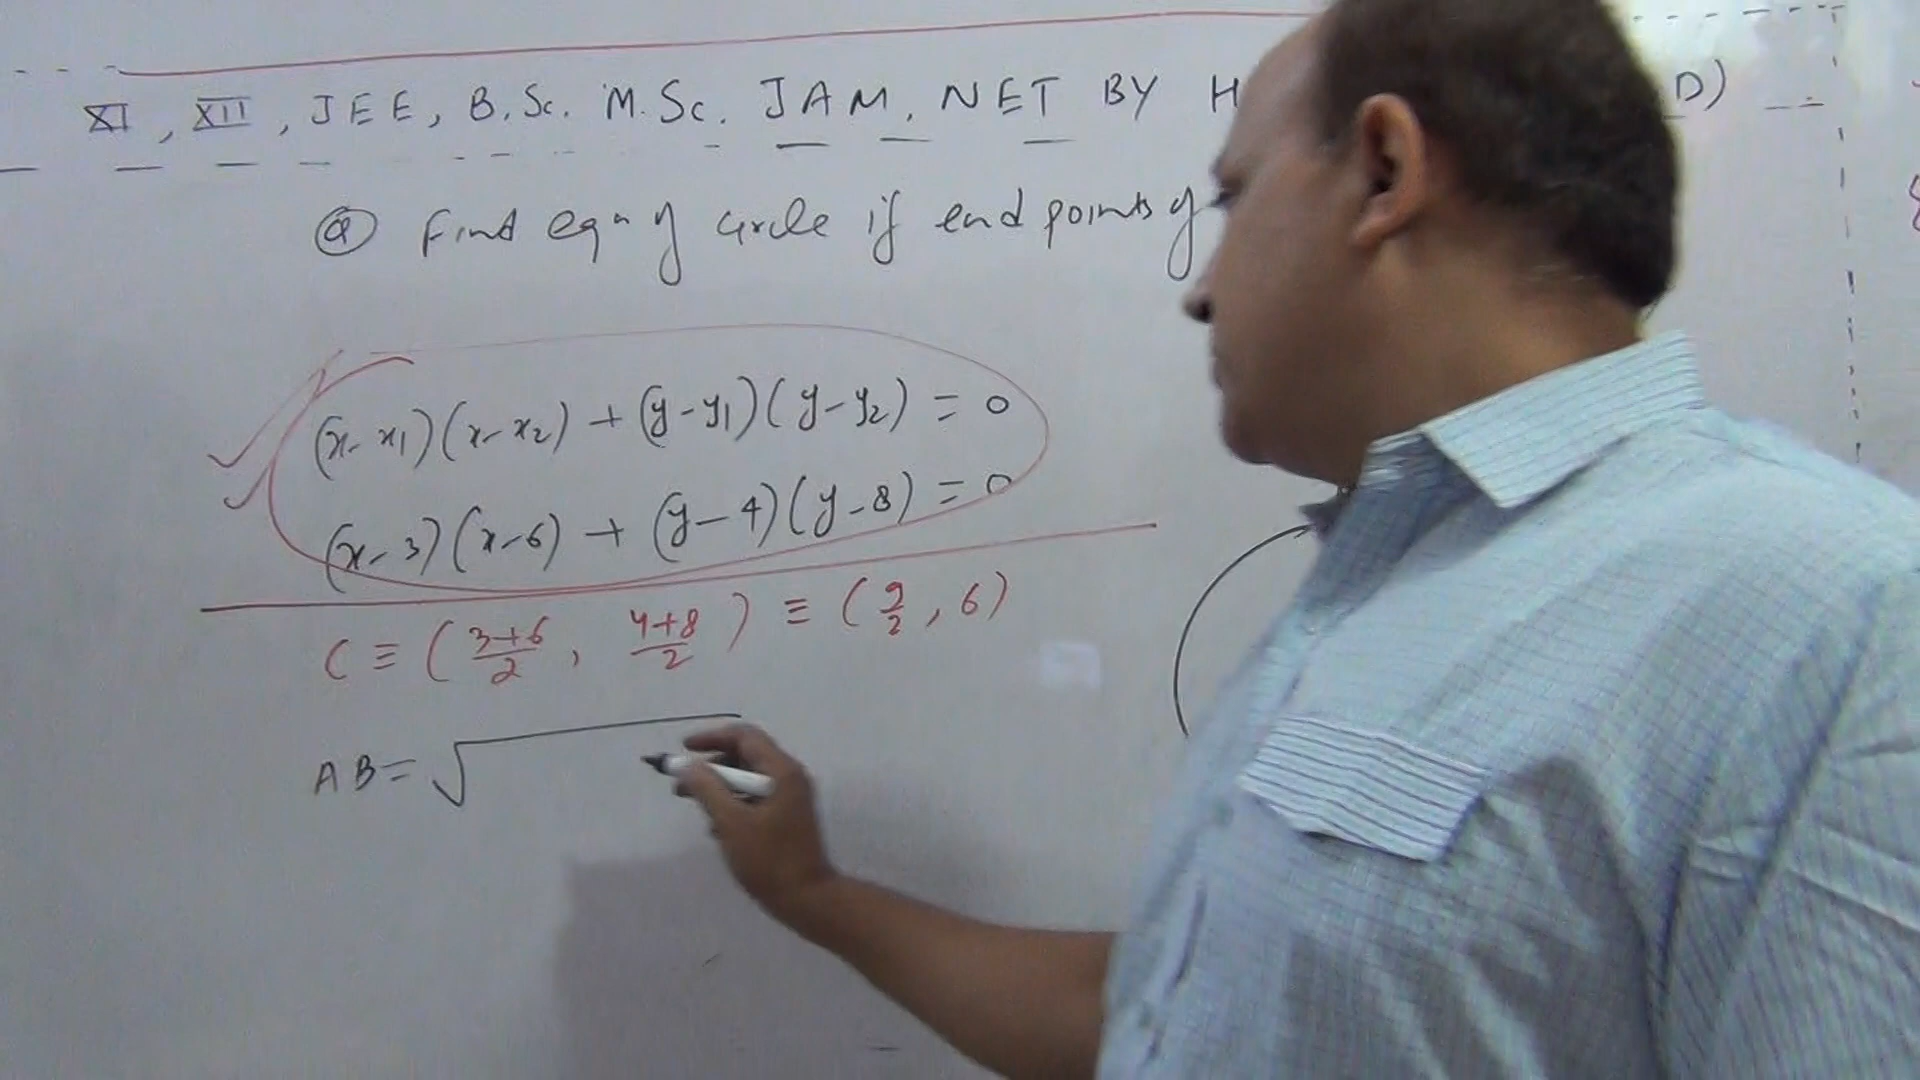 XI, XII, JEE, B.Sc. M.Sc. JAM, NET BY H D)
Q Find eqn of circle if end points of
(x-x₁)(x-x₂)+(y-y₁)(y-y₂)=0
(x-3)(x-6)+(y-4)(y-8)=0
C≡(3+6/2, 4+8/2)≡(9/2, 6)
AB=√